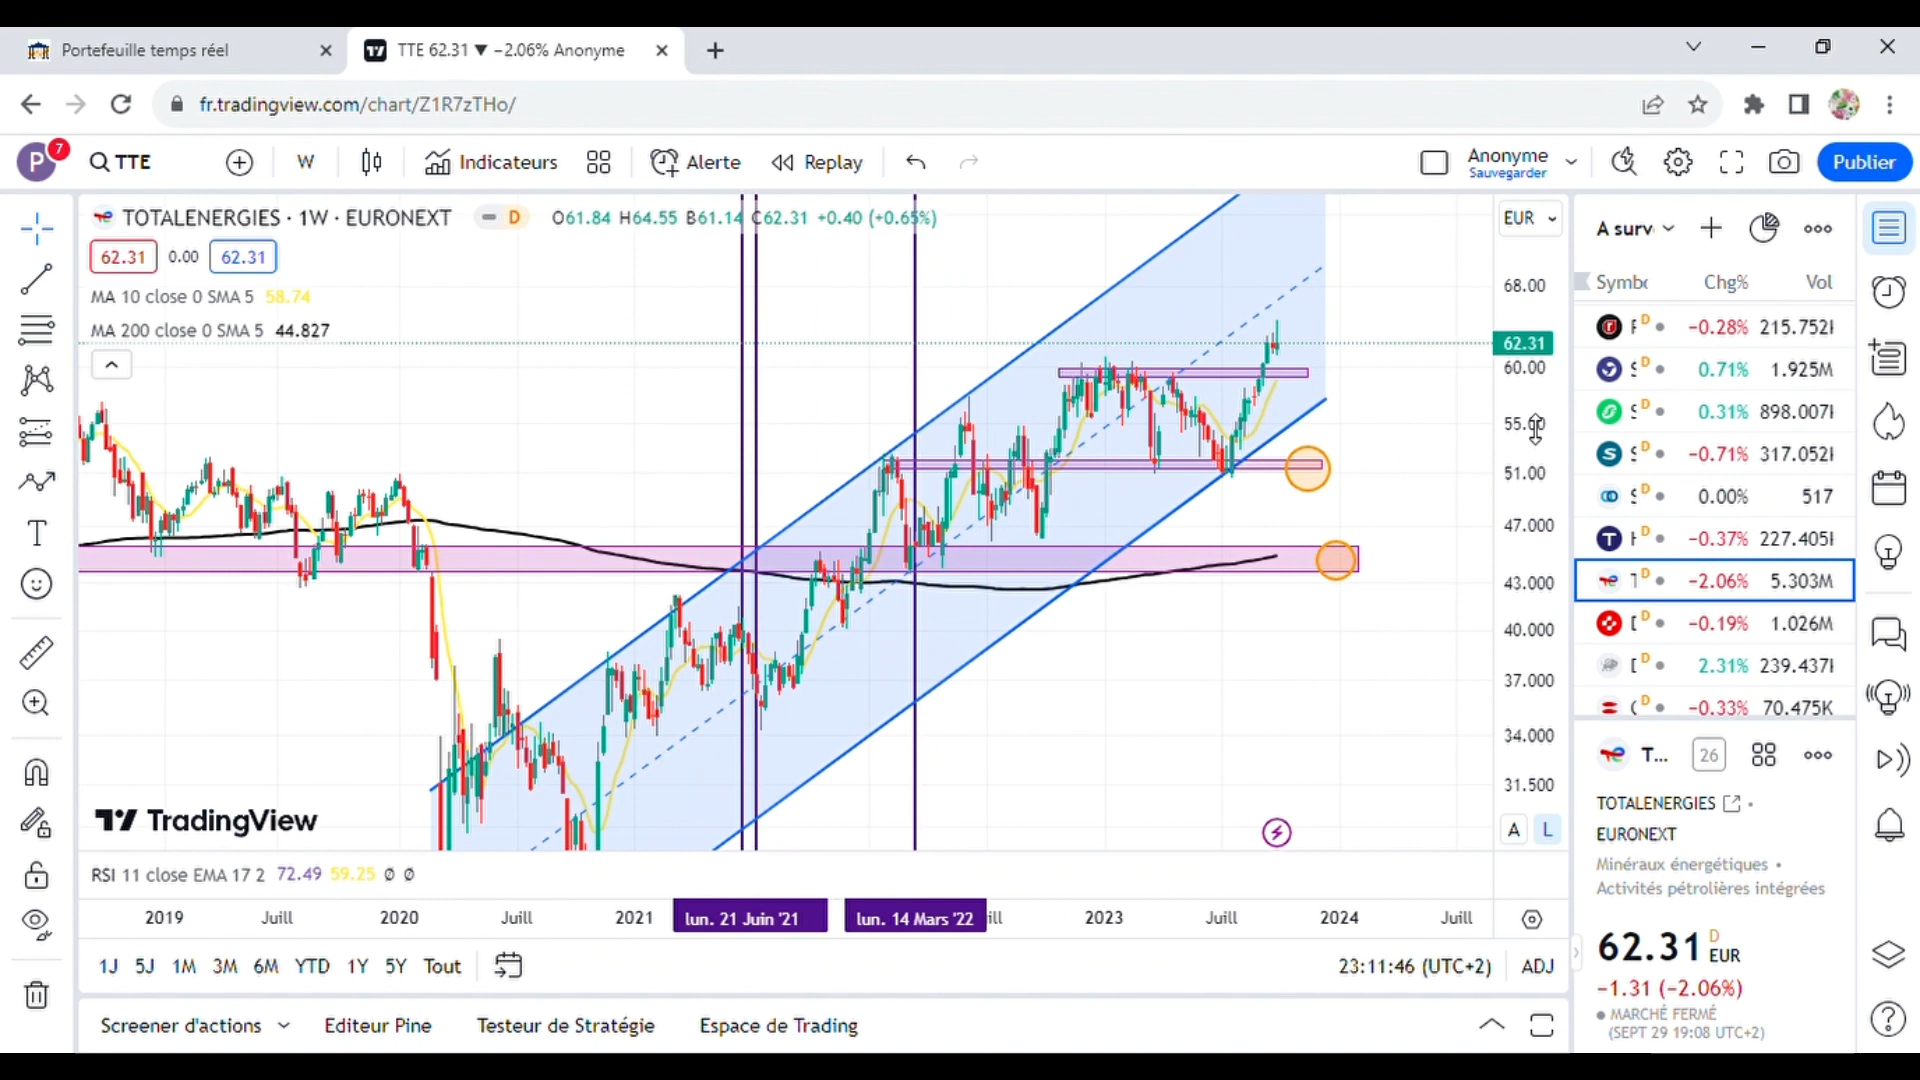 Portefeuille temps réel
TTE 62.31 ▼ −2.06% Anonyme
fr.tradingview.com/chart/Z1R7zTHo/
P
7
TTE
W
Indicateurs
Alerte
Replay
Anonyme
Sauvegarder
Publier
TOTALENERGIES · 1W · EURONEXT
D
O61.84 H64.55 B61.14 C62.31 +0.40 (+0.65%)
EUR
62.31 0.00 62.31
MA 10 close 0 SMA 5 58.74
MA 200 close 0 SMA 5 44.827
68.00
62.31
60.00
55.00
51.00
47.000
43.000
40.000
37.000
34.000
31.500
A L
TradingView
RSI 11 close EMA 17 2 72.49 59.25 ø ø
2019 Juill 2020 Juill 2021 lun. 21 Juin '21 lun. 14 Mars '22 ill 2023 Juill 2024 Juill
1J 5J 1M 3M 6M YTD 1Y 5Y Tout
23:11:46 (UTC+2) ADJ
Screener d'actions Editeur Pine Testeur de Stratégie Espace de Trading
A surv
Symbo Chg% Vol
D −0.28% 215.752
S D 0.71% 1.925M
S D 0.31% 898.007
S D −0.71% 317.052
S D 0.00% 517
D −0.37% 227.405
T D −2.06% 5.303M
D −0.19% 1.026M
D 2.31% 239.437
D −0.33% 70.475K
T... 26
TOTALENERGIES •
EURONEXT
Minéraux énergétiques •
Activités pétrolières intégrées
62.31 D EUR
−1.31 (−2.06%)
MARCHÉ FERMÉ
(SEPT 29 19:08 UTC+2)